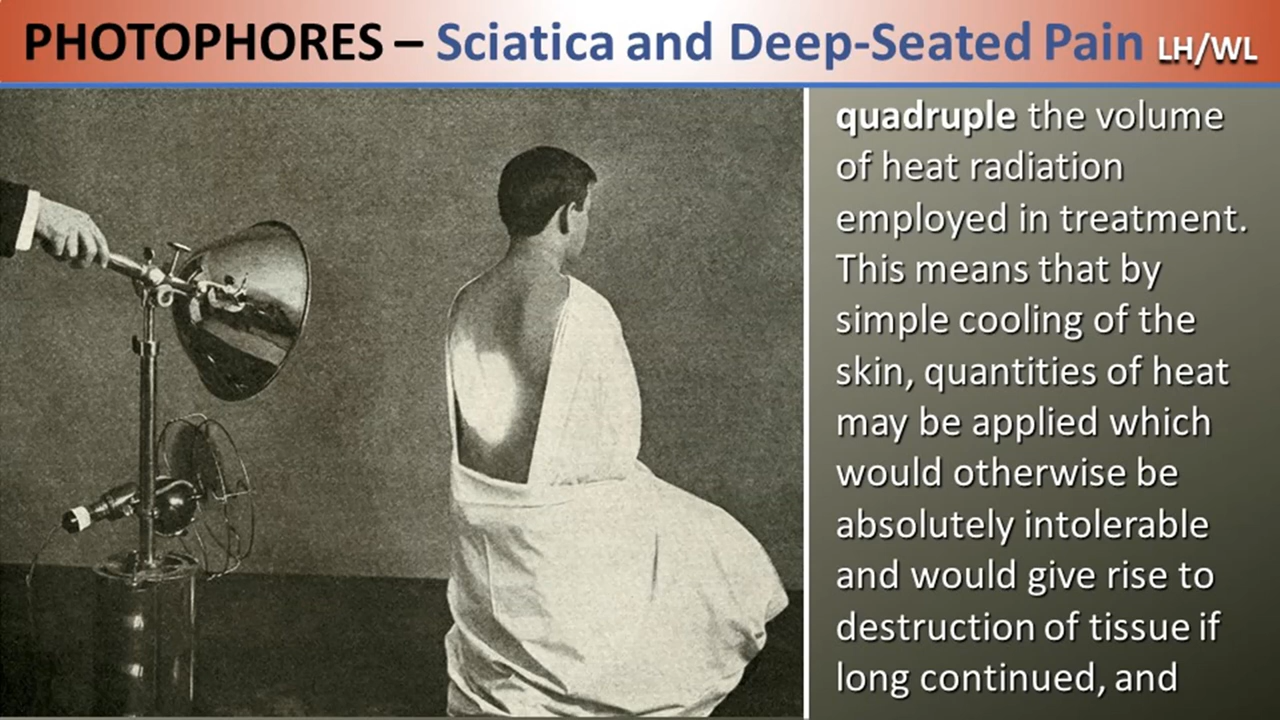 PHOTOPHORES – Sciatica and Deep-Seated Pain LH/WL
quadruple the volume
of heat radiation
employed in treatment.
This means that by
simple cooling of the
skin, quantities of heat
may be applied which
would otherwise be
absolutely intolerable
and would give rise to
destruction of tissue if
long continued, and